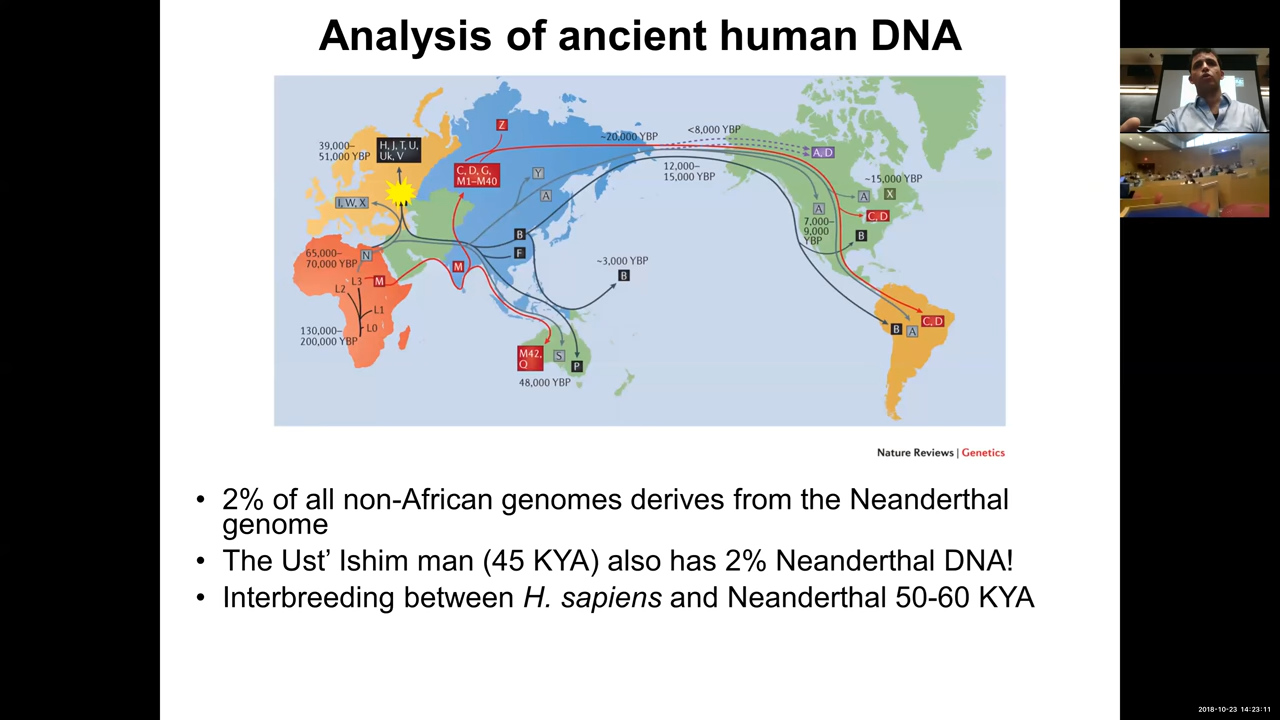 Analysis of ancient human DNA
Z
~20,000 YBP
<8,000 YBP
39,000–
51,000 YBP
H, J, T, U,
Uk, V
A, D
C, D, G,
M1–M40
Y
A
12,000–
15,000 YBP
~15,000 YBP
A
X
I, W, X
A
C, D
7,000–
9,000
YBP
B
B
F
65,000–
70,000 YBP
N
M
~3,000 YBP
B
L3
M
L2
L1
L0
130,000–
200,000 YBP
C, D
B
A
M42,
Q
S
P
48,000 YBP
Nature Reviews | Genetics
• 2% of all non-African genomes derives from the Neanderthal
genome
• The Ust’ Ishim man (45 KYA) also has 2% Neanderthal DNA!
• Interbreeding between H. sapiens and Neanderthal 50-60 KYA
2018-10-23 14:23:11